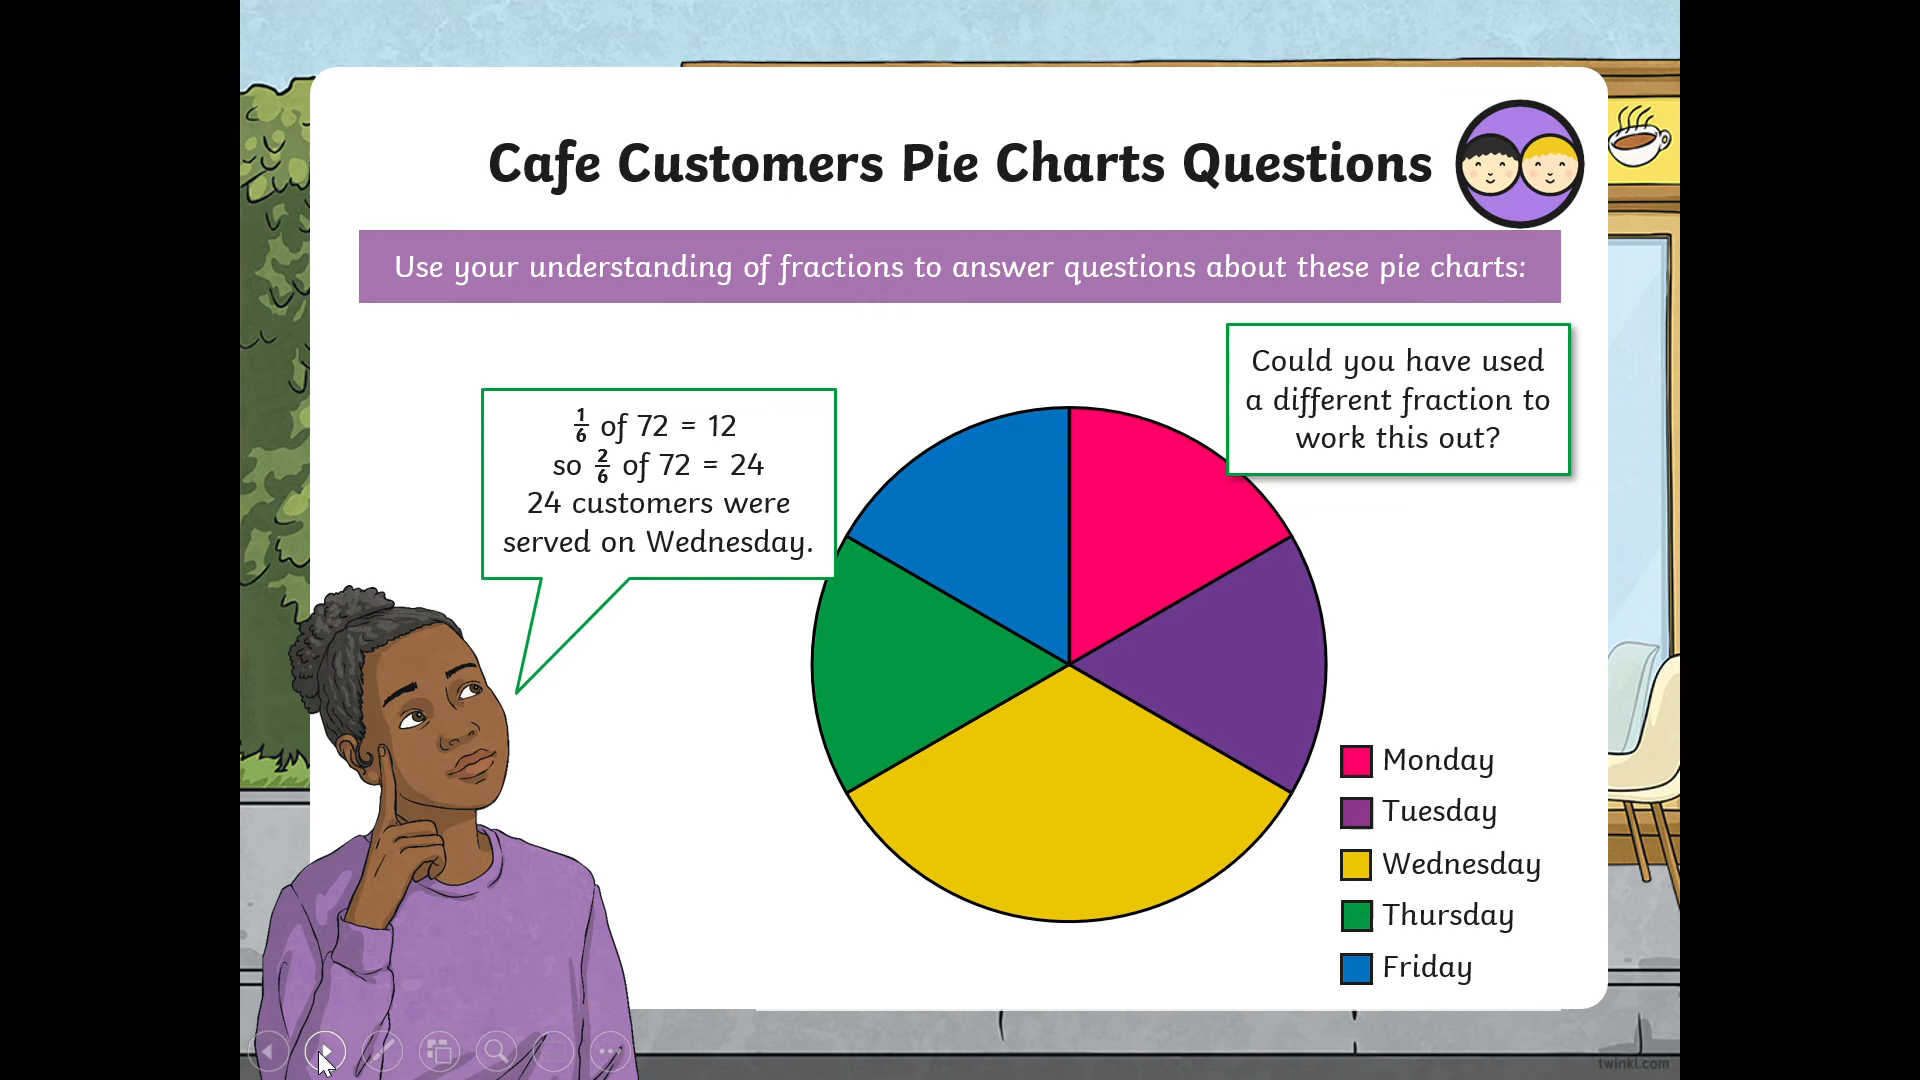 Cafe Customers Pie Charts Questions
Use your understanding of fractions to answer questions about these pie charts:
Could you have used
a different fraction to
work this out?
1/6 of 72 = 12
so 2/6 of 72 = 24
24 customers were
served on Wednesday.
Monday
Tuesday
Wednesday
Thursday
Friday
twinkl.com